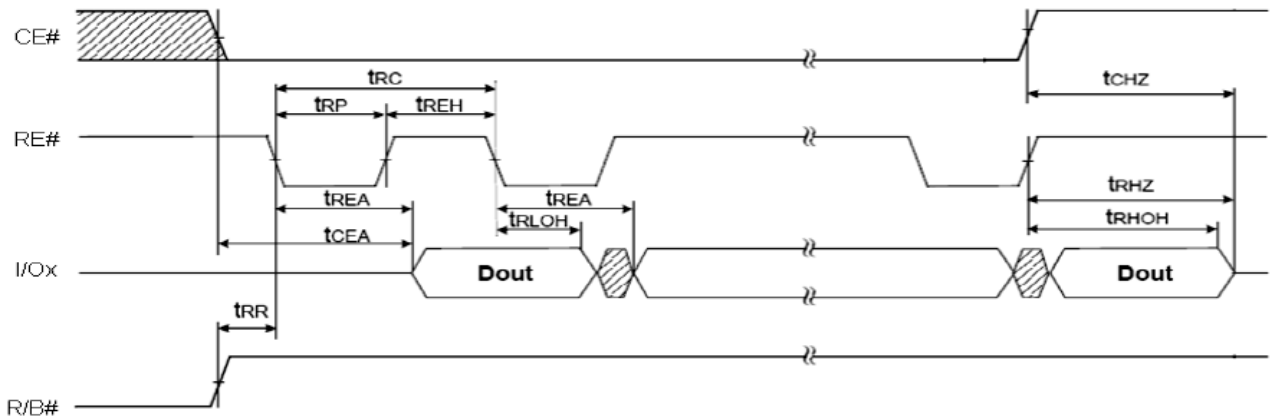 CE#
tRC
tCHZ
tRP
tREH
RE#
tREA
tREA
tRHZ
tRLOH
tRHOH
tCEA
I/Ox
Dout
Dout
tRR
R/B#